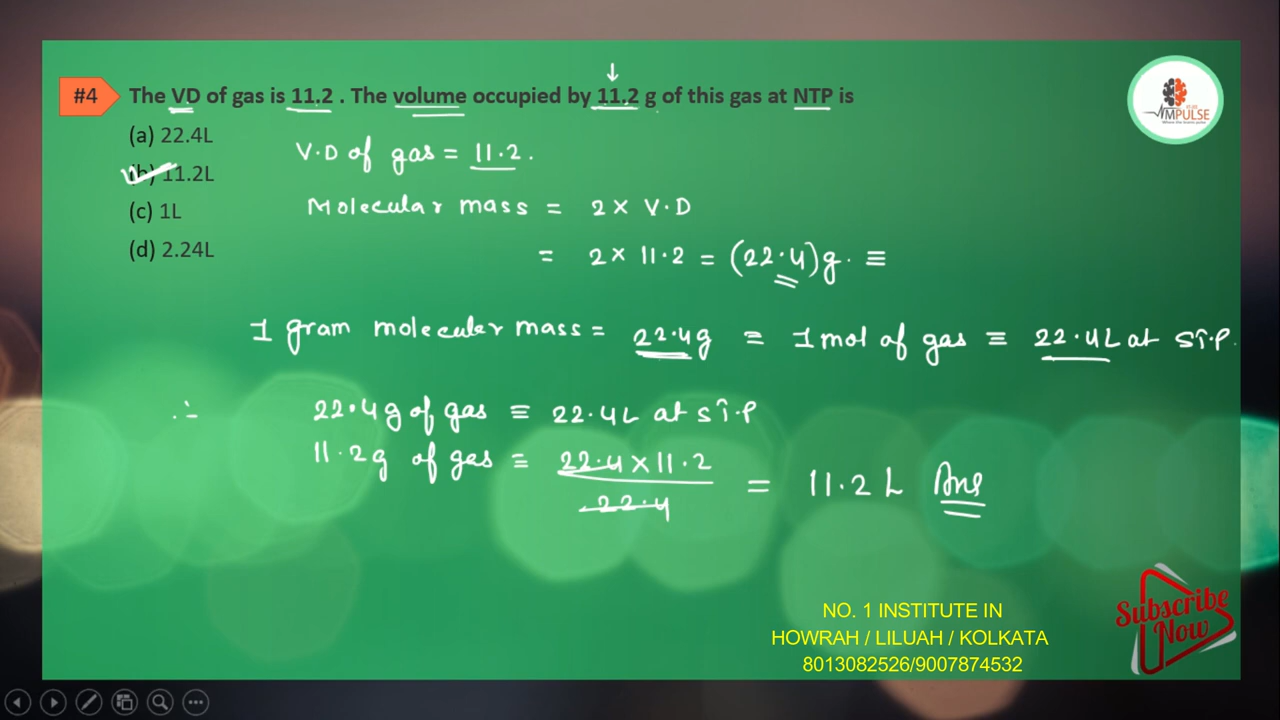 #4 The VD of gas is 11.2 . The volume occupied by 11.2 g of this gas at NTP is
(a) 22.4L
(b) 11.2L
(c) 1L
(d) 2.24L
V.D of gas = 11.2.
Molecular mass = 2 × V.D
= 2 × 11.2 = (22.4)g. ≡
1 gram molecular mass = 22.4g ≡ 1 mol of gas ≡ 22.4L at S.T.P.
∴ 22.4g of gas ≡ 22.4L at S.T.P
11.2g of gas ≡ 22.4 × 11.2 / 22.4 = 11.2 L Ans
IMPULSE
NO. 1 INSTITUTE IN
HOWRAH / LILUAH / KOLKATA
8013082526/9007874532
Subscribe
Now